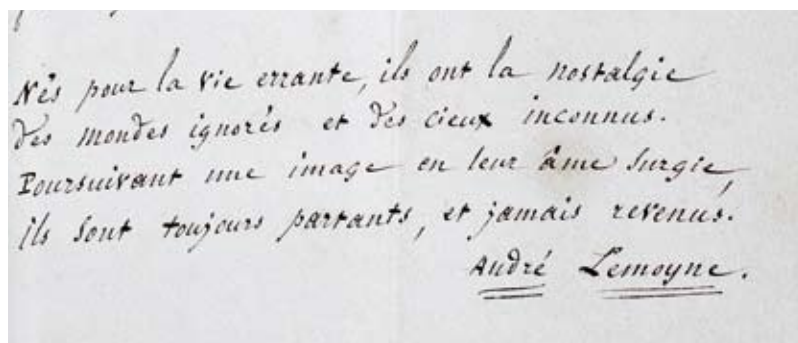 Nés pour la vie errante, ils ont la nostalgie
des mondes ignorés et des cieux inconnus.
Poursuivant une image en leur âme surgie,
ils sont toujours partants, et jamais revenus.
André Lemoyne.